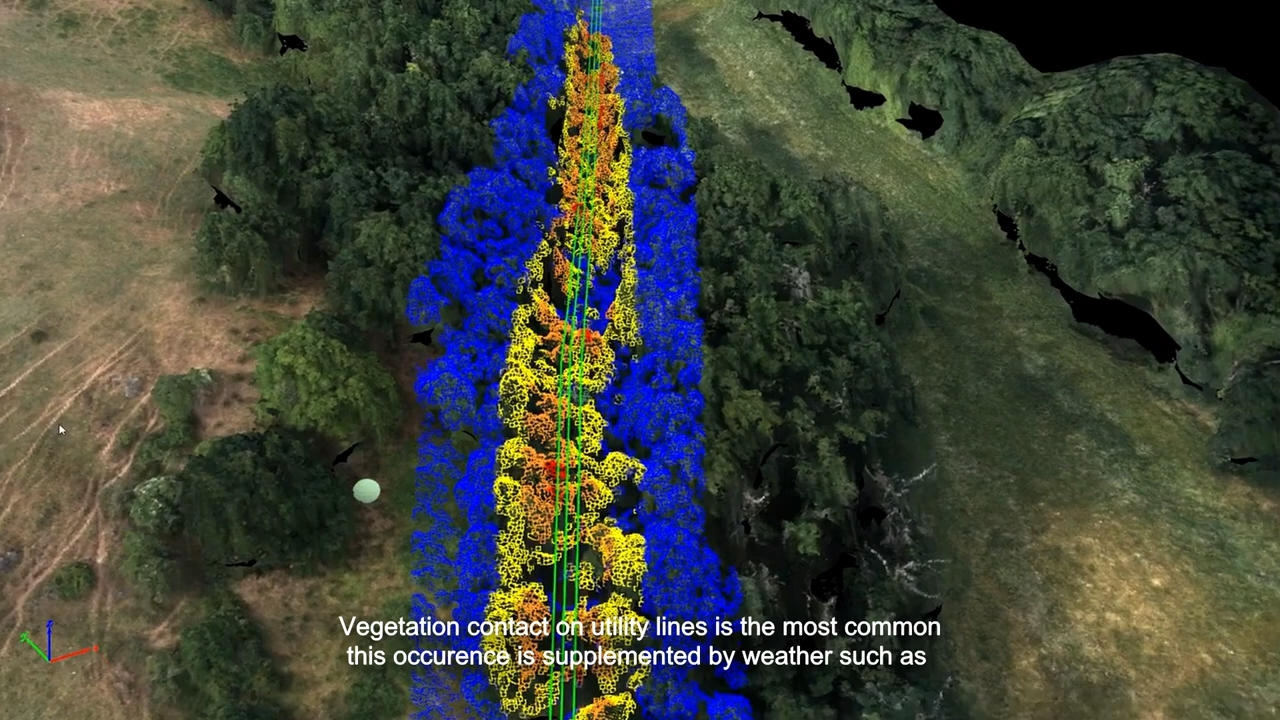 Vegetation contact on utility lines is the most common
this occurence is supplemented by weather such as